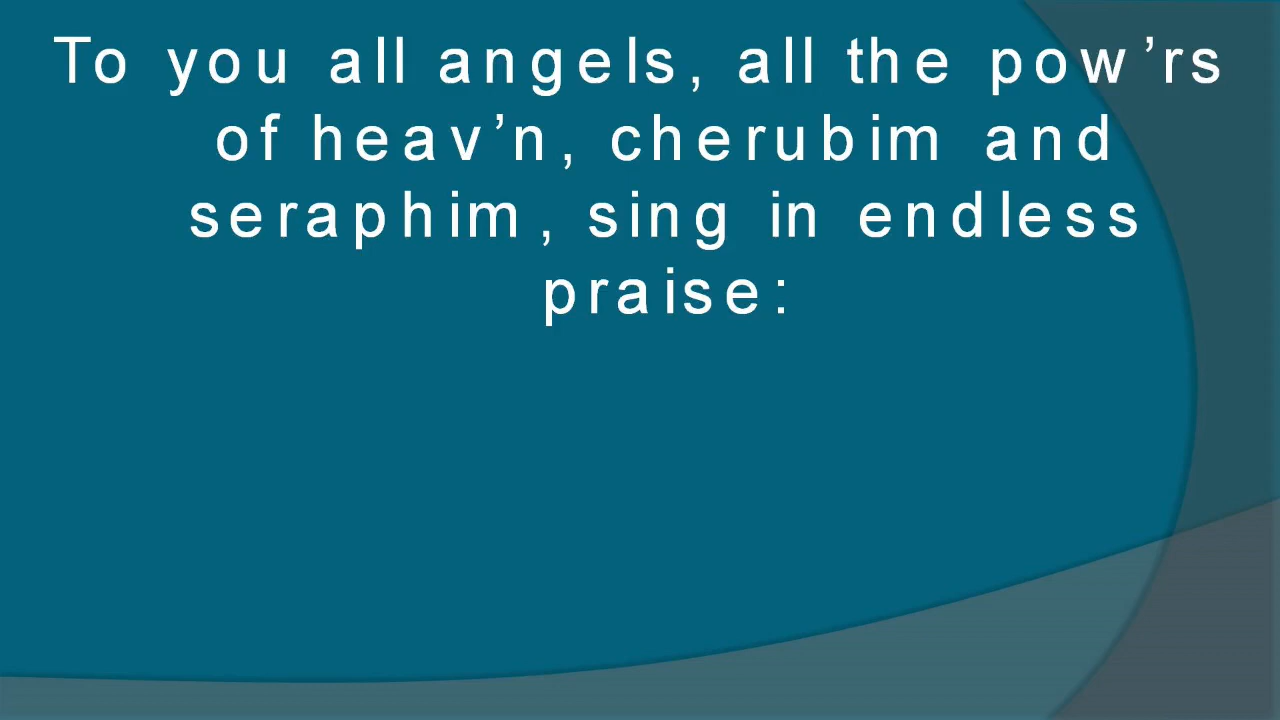 To you all angels, all the pow’rs
of heav’n, cherubim and
seraphim, sing in endless
praise: